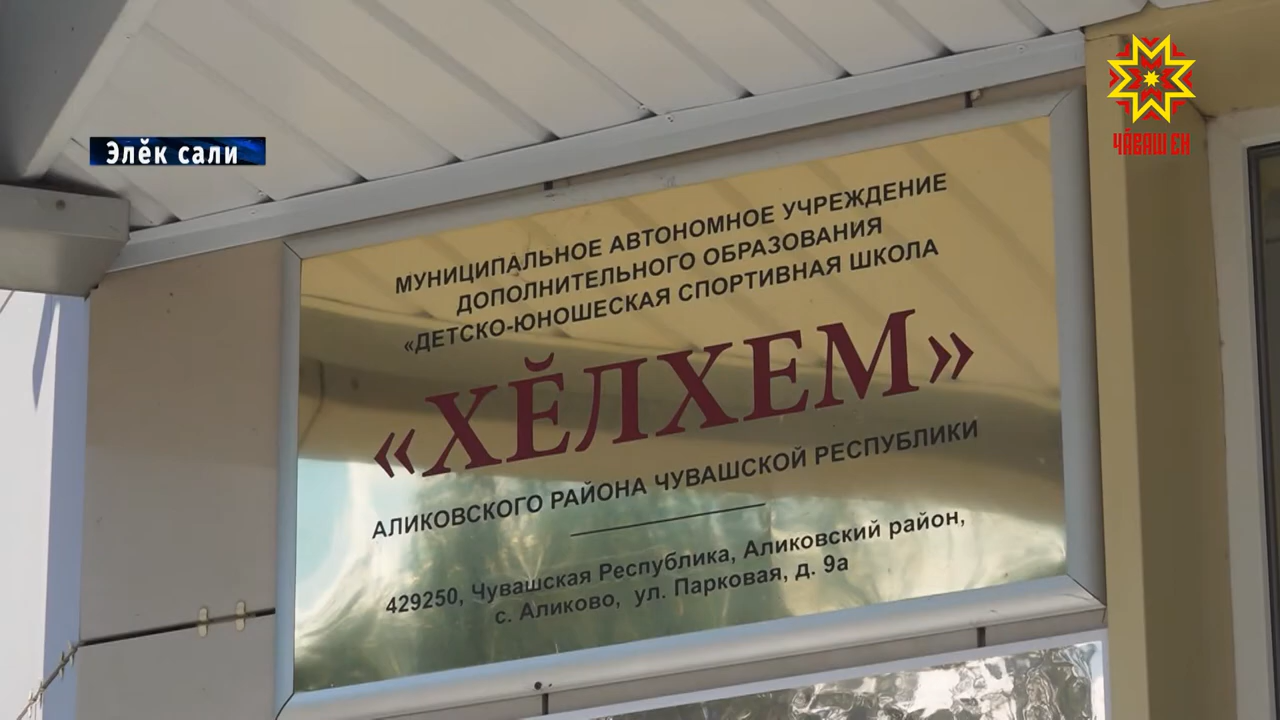 Элӗк сали
ЧӐВАШ ЕН
МУНИЦИПАЛЬНОЕ АВТОНОМНОЕ УЧРЕЖДЕНИЕ
ДОПОЛНИТЕЛЬНОГО ОБРАЗОВАНИЯ
«ДЕТСКО-ЮНОШЕСКАЯ СПОРТИВНАЯ ШКОЛА
«ХӖЛХЕМ»
АЛИКОВСКОГО РАЙОНА ЧУВАШСКОЙ РЕСПУБЛИКИ
429250, Чувашская Республика, Аликовский район,
с. Аликово, ул. Парковая, д. 9а